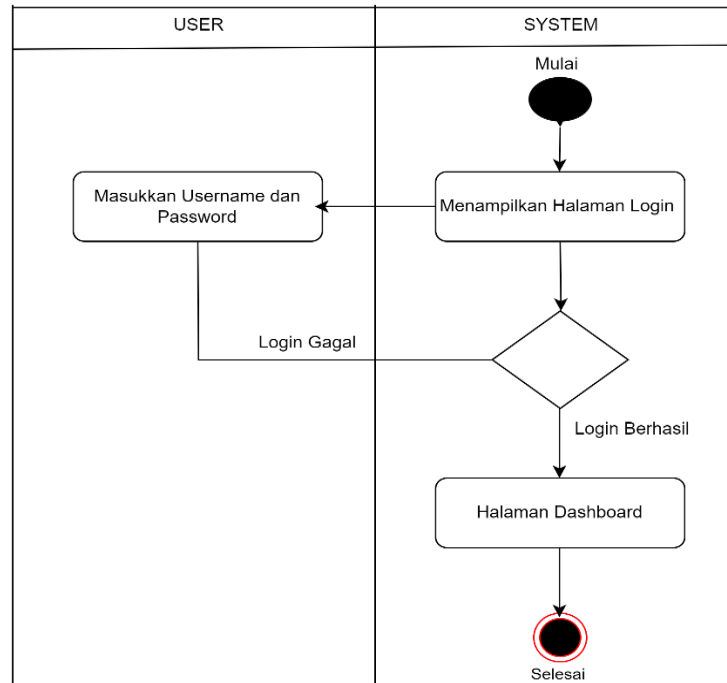 USER
SYSTEM
Mulai
Masukkan Username dan
Password
Menampilkan Halaman Login
Login Gagal
Login Berhasil
Halaman Dashboard
Selesai